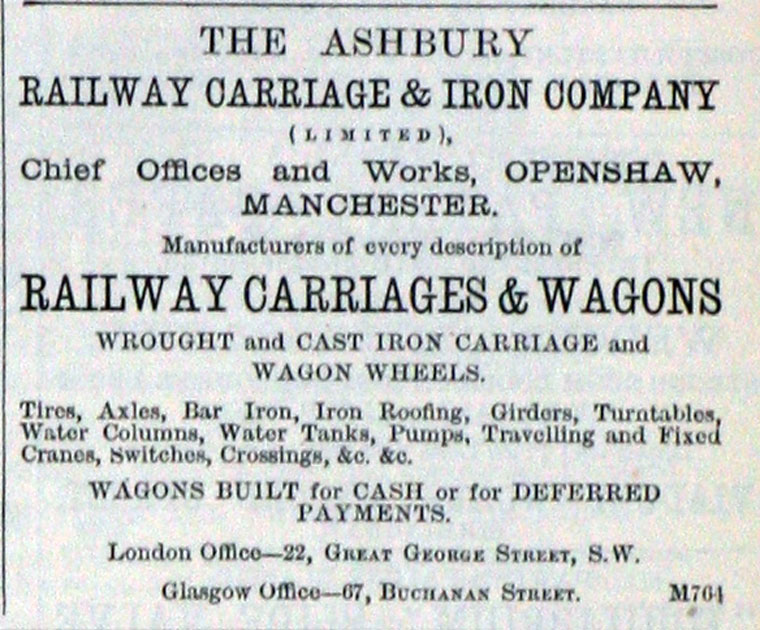 THE ASHBURY
RAILWAY CARRIAGE & IRON COMPANY
(LIMITED),
Chief Offices and Works, OPENSHAW,
MANCHESTER.
Manufacturers of every description of
RAILWAY CARRIAGES & WAGONS
WROUGHT and CAST IRON CARRIAGE and
WAGON WHEELS.
Tires, Axles, Bar Iron, Iron Roofing, Girders, Turntables,
Water Columns, Water Tanks, Pumps, Travelling and Fixed
Cranes, Switches, Crossings, &c. &c.
WAGONS BUILT for CASH or for DEFERRED
PAYMENTS.
London Office—22, GREAT GEORGE STREET, S.W.
Glasgow Office—67, BUCHANAN STREET. M764